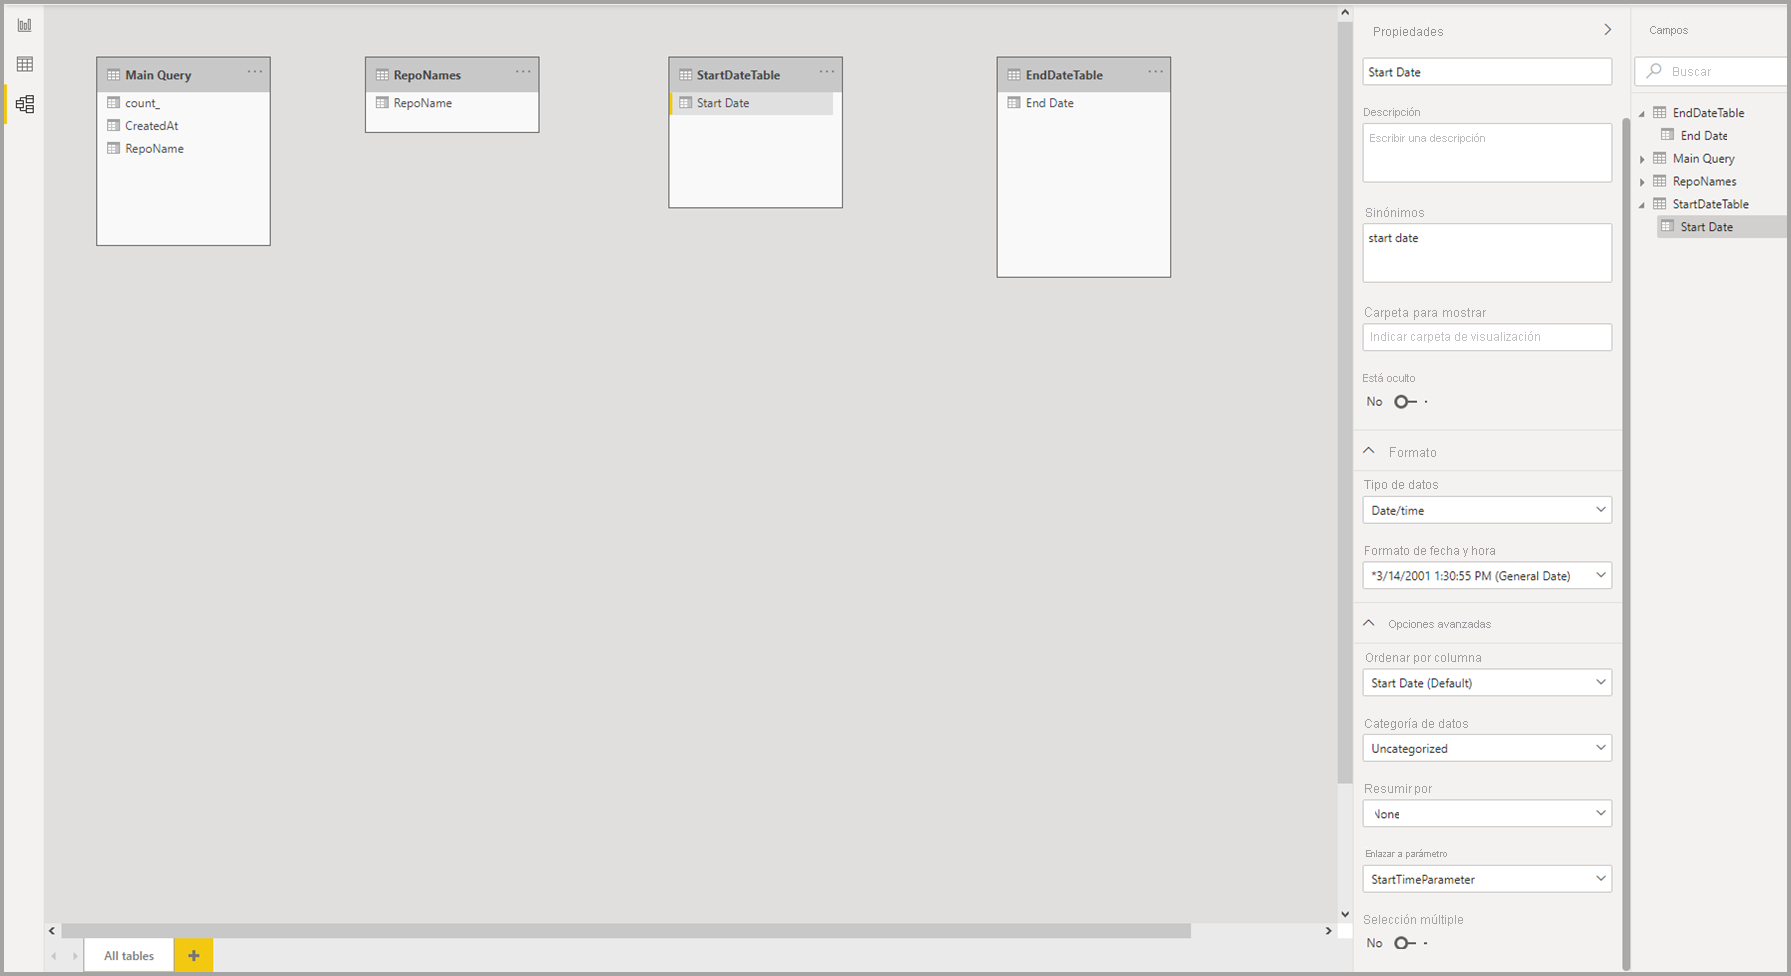 Main Query
count_
CreatedAt
RepoName
RepoNames
RepoName
StartDateTable
Start Date
EndDateTable
End Date
All tables
+
Propiedades
Start Date
Descripción
Escribir una descripción
Sinónimos
start date
Carpeta para mostrar
Indicar carpeta de visualización
Está oculto
No
Formato
Tipo de datos
Date/time
Formato de fecha y hora
*3/14/2001 1:30:55 PM (General Date)
Opciones avanzadas
Ordenar por columna
Start Date (Default)
Categoría de datos
Uncategorized
Resumir por
None
Enlazar a parámetro
StartTimeParameter
Selección múltiple
No
Campos
Buscar
EndDateTable
End Date
Main Query
RepoNames
StartDateTable
Start Date